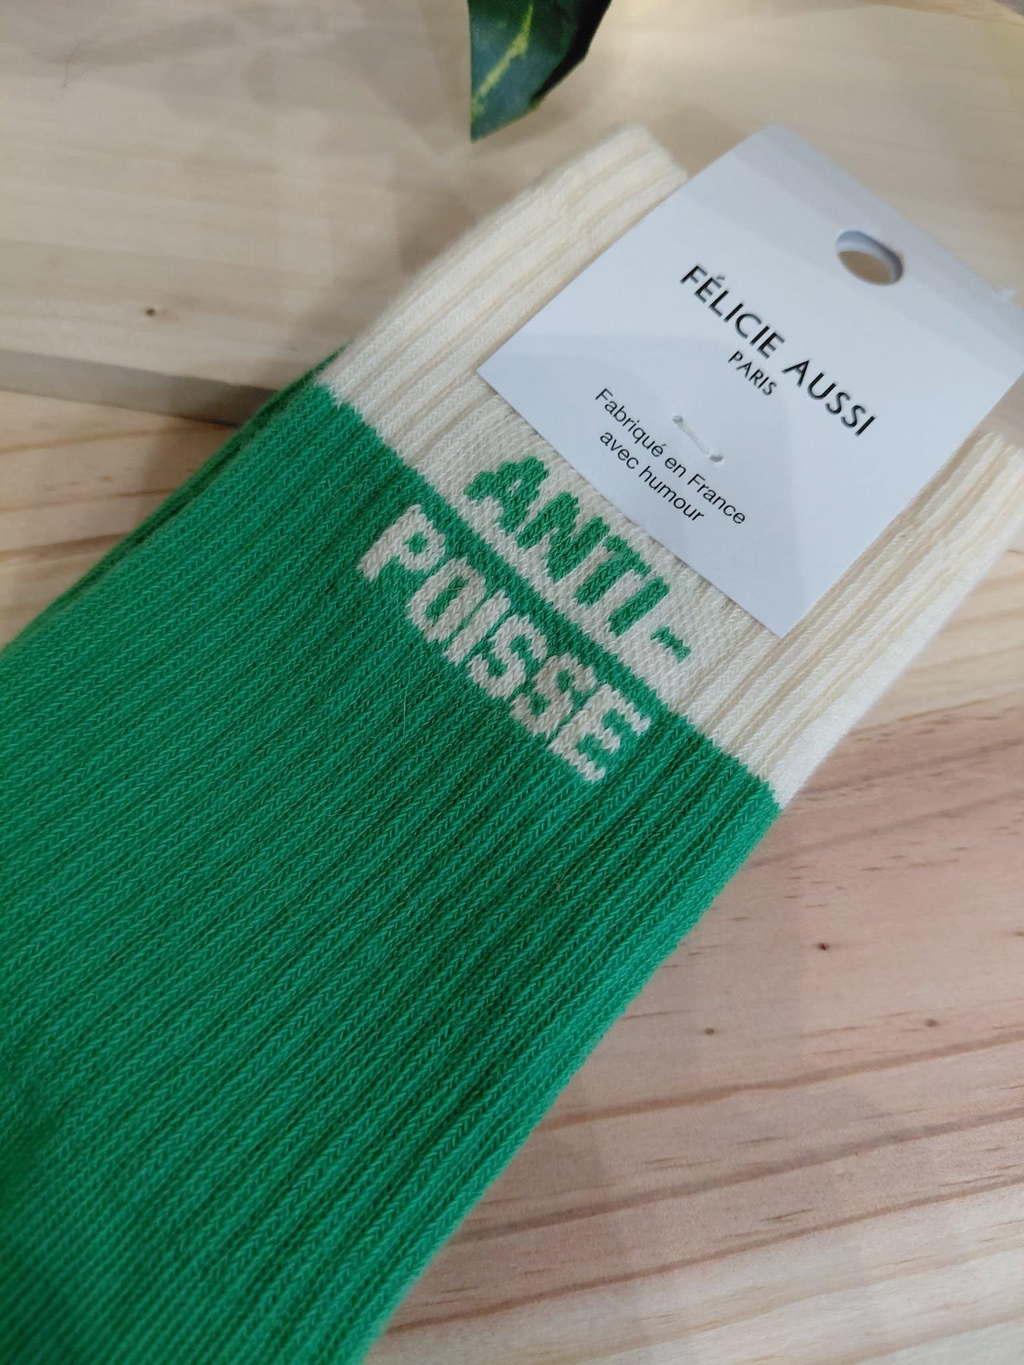 FÉLICIE AUSSI
PARIS
Fabriqué en France
avec humour
ANTI-
POISSE